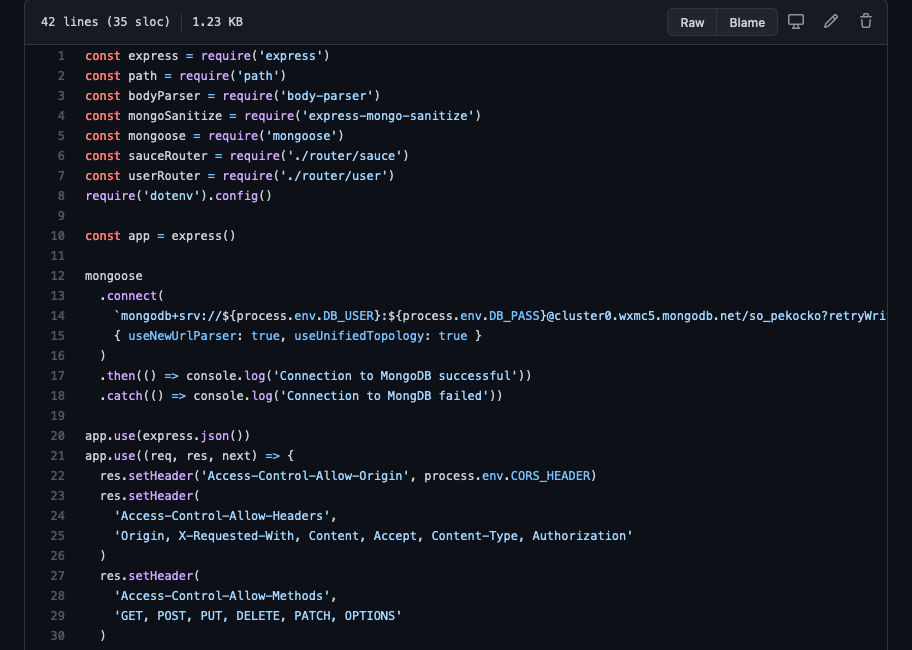 42 lines (35 sloc) 1.23 KB Raw Blame
1 const express = require('express')
2 const path = require('path')
3 const bodyParser = require('body-parser')
4 const mongoSanitize = require('express-mongo-sanitize')
5 const mongoose = require('mongoose')
6 const sauceRouter = require('./router/sauce')
7 const userRouter = require('./router/user')
8 require('dotenv').config()
9
10 const app = express()
11
12 mongoose
13   .connect(
14     `mongodb+srv://${process.env.DB_USER}:${process.env.DB_PASS}@cluster0.wxmc5.mongodb.net/so_pekocko?retryWri
15     { useNewUrlParser: true, useUnifiedTopology: true }
16   )
17   .then(() => console.log('Connection to MongoDB successful'))
18   .catch(() => console.log('Connection to MongDB failed'))
19
20 app.use(express.json())
21 app.use((req, res, next) => {
22   res.setHeader('Access-Control-Allow-Origin', process.env.CORS_HEADER)
23   res.setHeader(
24     'Access-Control-Allow-Headers',
25     'Origin, X-Requested-With, Content, Accept, Content-Type, Authorization'
26   )
27   res.setHeader(
28     'Access-Control-Allow-Methods',
29     'GET, POST, PUT, DELETE, PATCH, OPTIONS'
30   )